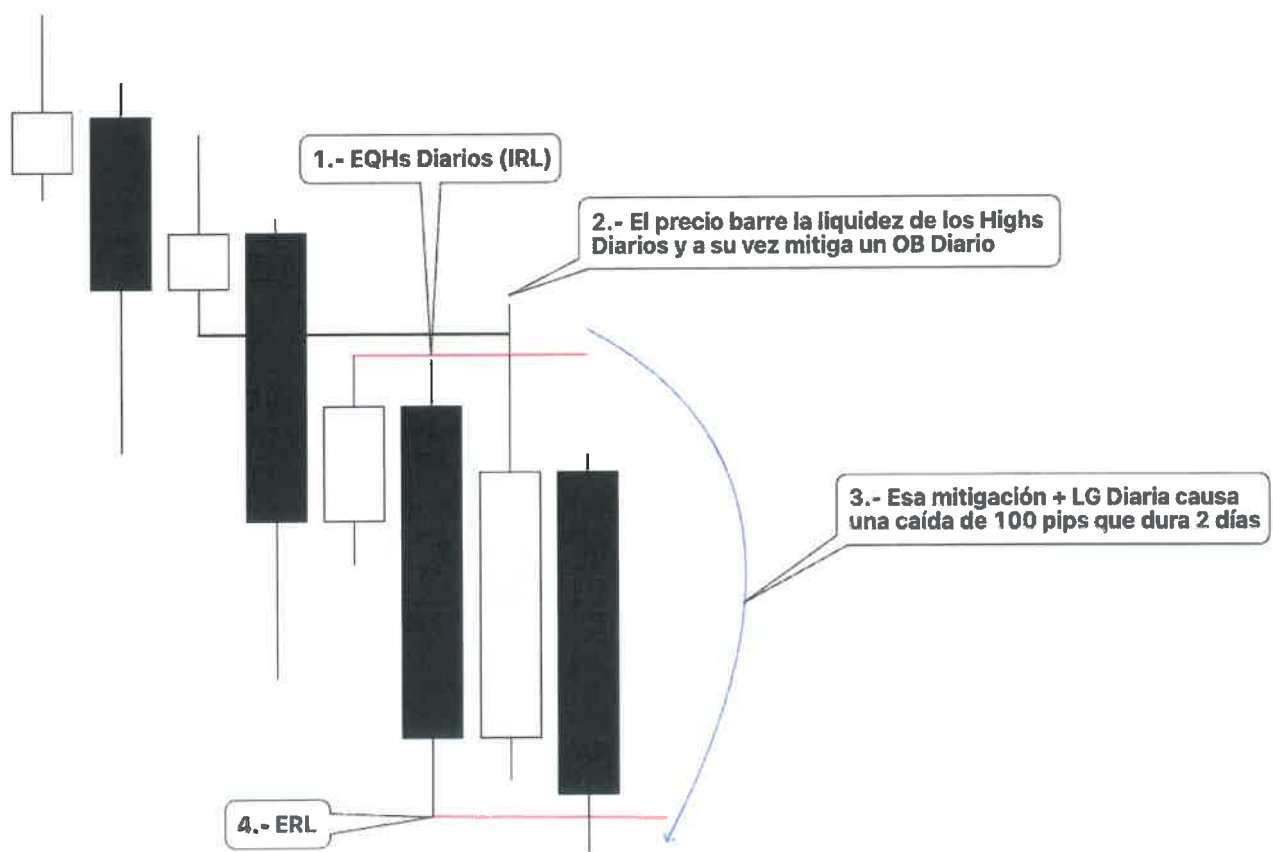 1.- EQHs Diarios (IRL)
2.- El precio barre la liquidez de los Highs
Diarios y a su vez mitiga un OB Diario
3.- Esa mitigación + LG Diaria causa
una caída de 100 pips que dura 2 días
4.- ERL